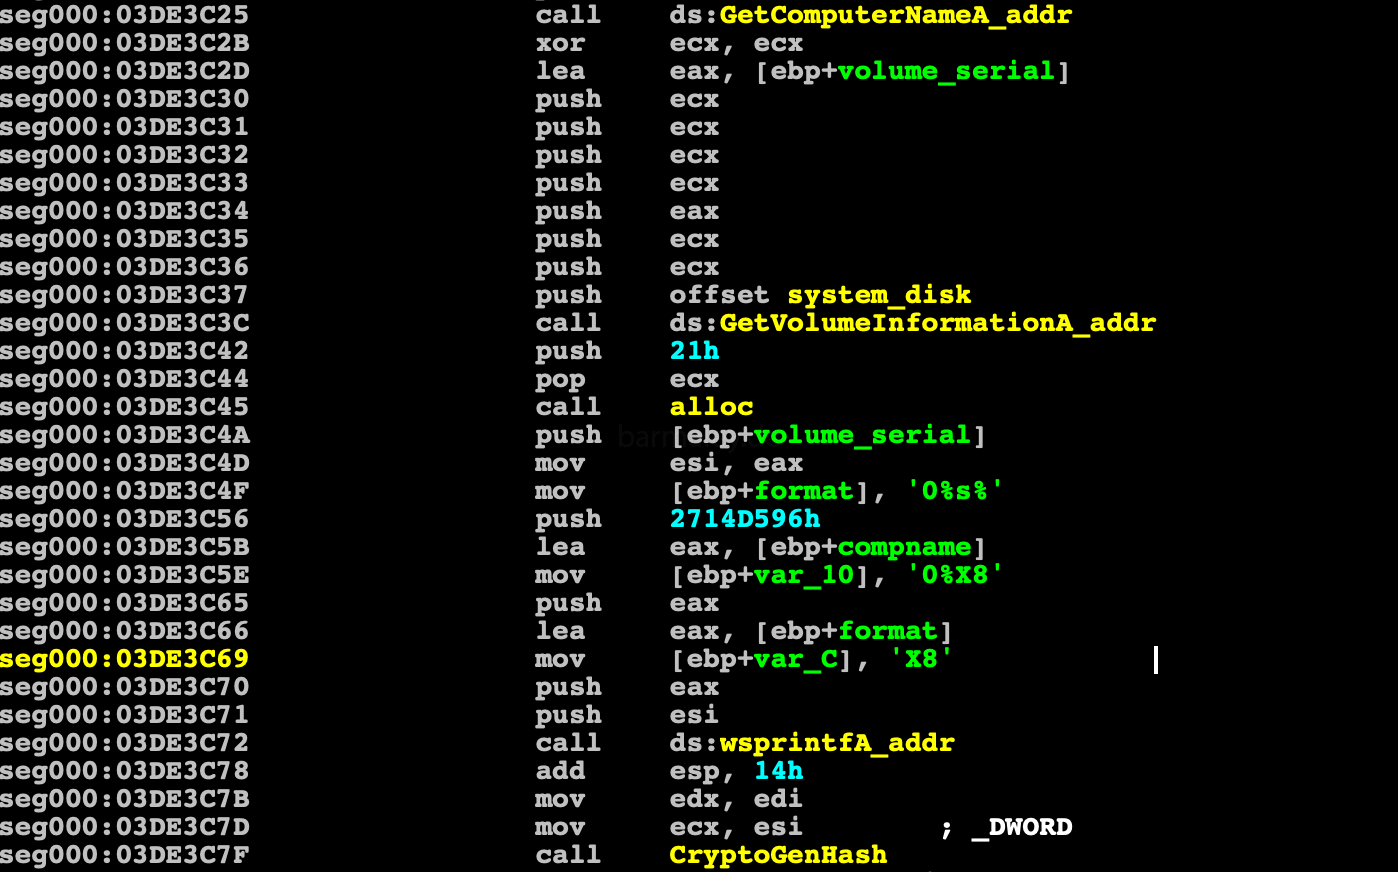 seg000:03DE3C25 call ds:GetComputerNameA_addr
seg000:03DE3C2B xor ecx, ecx
seg000:03DE3C2D lea eax, [ebp+volume_serial]
seg000:03DE3C30 push ecx
seg000:03DE3C31 push ecx
seg000:03DE3C32 push ecx
seg000:03DE3C33 push ecx
seg000:03DE3C34 push eax
seg000:03DE3C35 push ecx
seg000:03DE3C36 push ecx
seg000:03DE3C37 push offset system_disk
seg000:03DE3C3C call ds:GetVolumeInformationA_addr
seg000:03DE3C42 push 21h
seg000:03DE3C44 pop ecx
seg000:03DE3C45 call alloc
seg000:03DE3C4A push [ebp+volume_serial]
seg000:03DE3C4D mov esi, eax
seg000:03DE3C4F mov [ebp+format], '0%s%'
seg000:03DE3C56 push 2714D596h
seg000:03DE3C5B lea eax, [ebp+compname]
seg000:03DE3C5E mov [ebp+var_10], '0%X8'
seg000:03DE3C65 push eax
seg000:03DE3C66 lea eax, [ebp+format]
seg000:03DE3C69 mov [ebp+var_C], 'X8'
seg000:03DE3C70 push eax
seg000:03DE3C71 push esi
seg000:03DE3C72 call ds:wsprintfA_addr
seg000:03DE3C78 add esp, 14h
seg000:03DE3C7B mov edx, edi
seg000:03DE3C7D mov ecx, esi ; _DWORD
seg000:03DE3C7F call CryptoGenHash